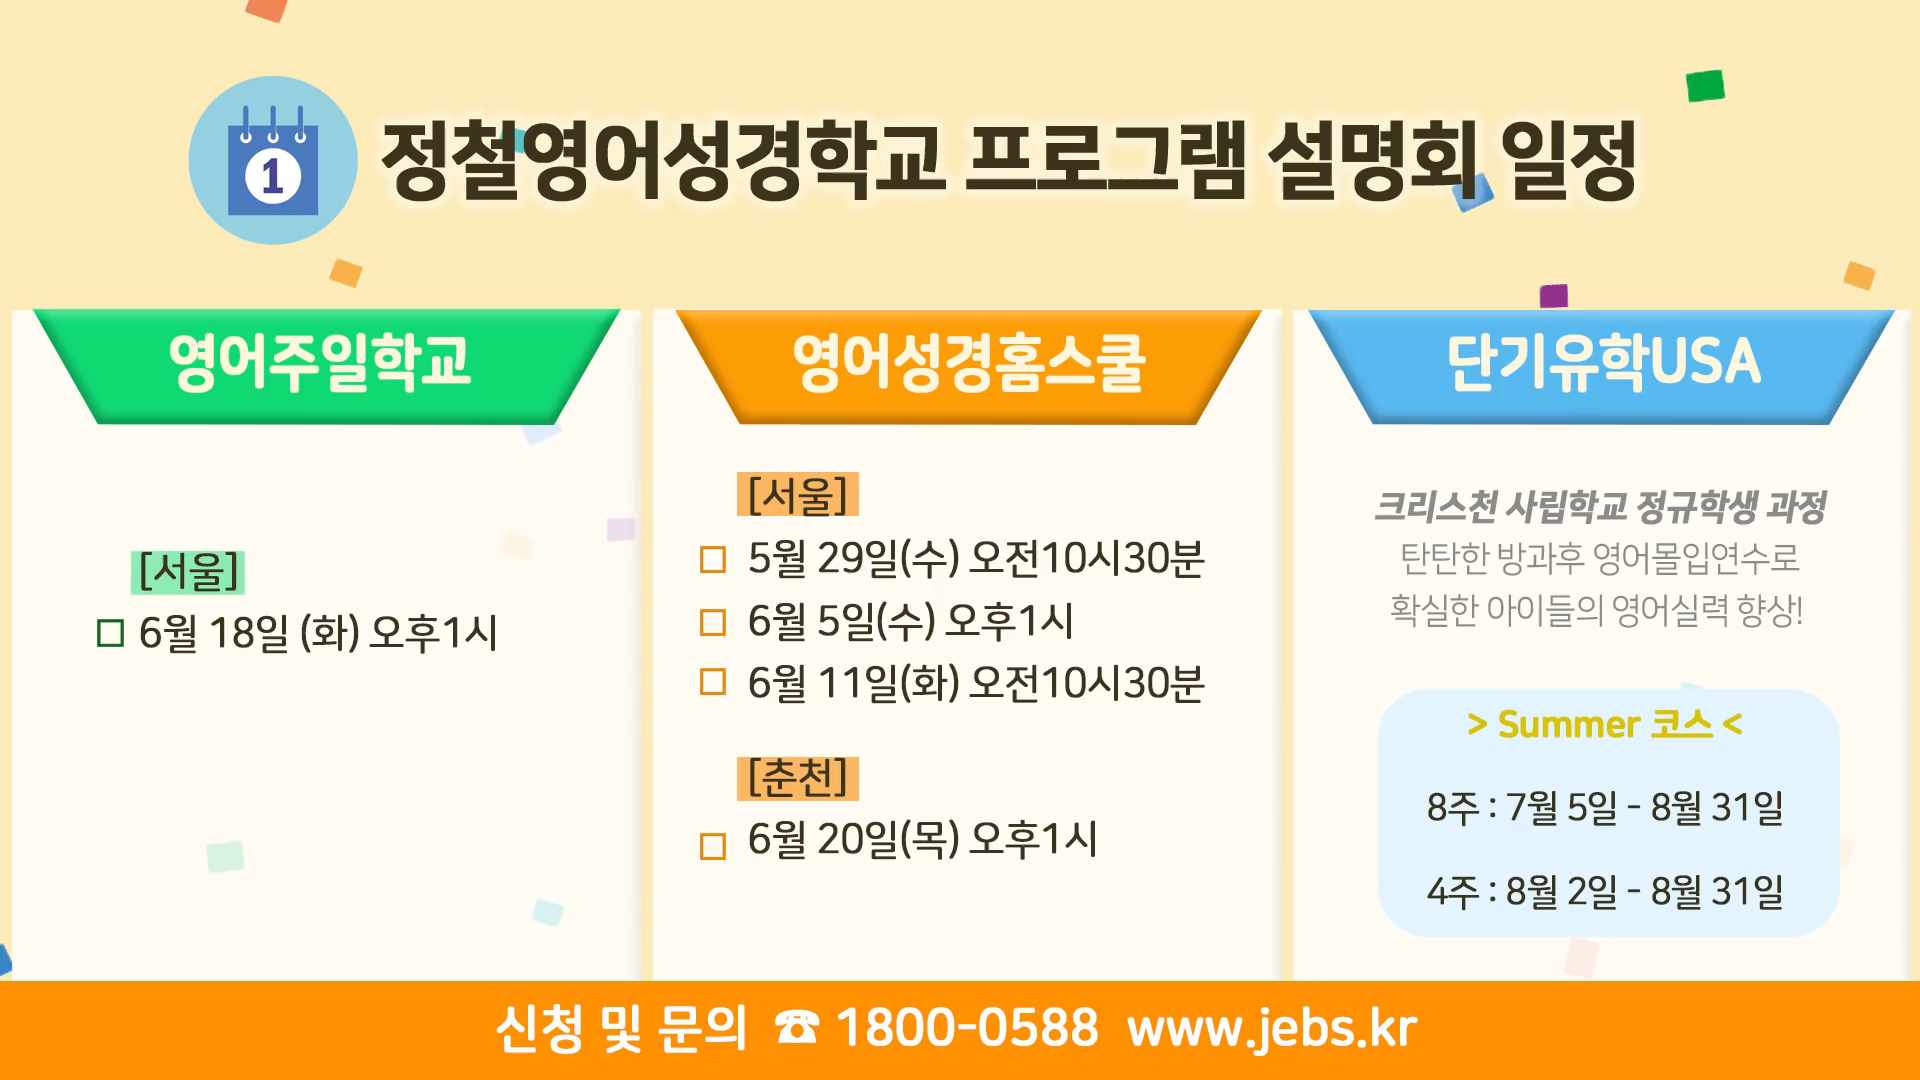 1
정철영어성경학교 프로그램 설명회 일정
영어주일학교
[서울]
6월 18일 (화) 오후1시
영어성경홈스쿨
[서울]
5월 29일(수) 오전10시30분
6월 5일(수) 오후1시
6월 11일(화) 오전10시30분
[춘천]
6월 20일(목) 오후1시
단기유학USA
크리스천 사립학교 정규학생 과정
탄탄한 방과후 영어몰입연수로
확실한 아이들의 영어실력 향상!
> Summer 코스 <
8주 : 7월 5일 - 8월 31일
4주 : 8월 2일 - 8월 31일
신청 및 문의 ☎ 1800-0588 www.jebs.kr